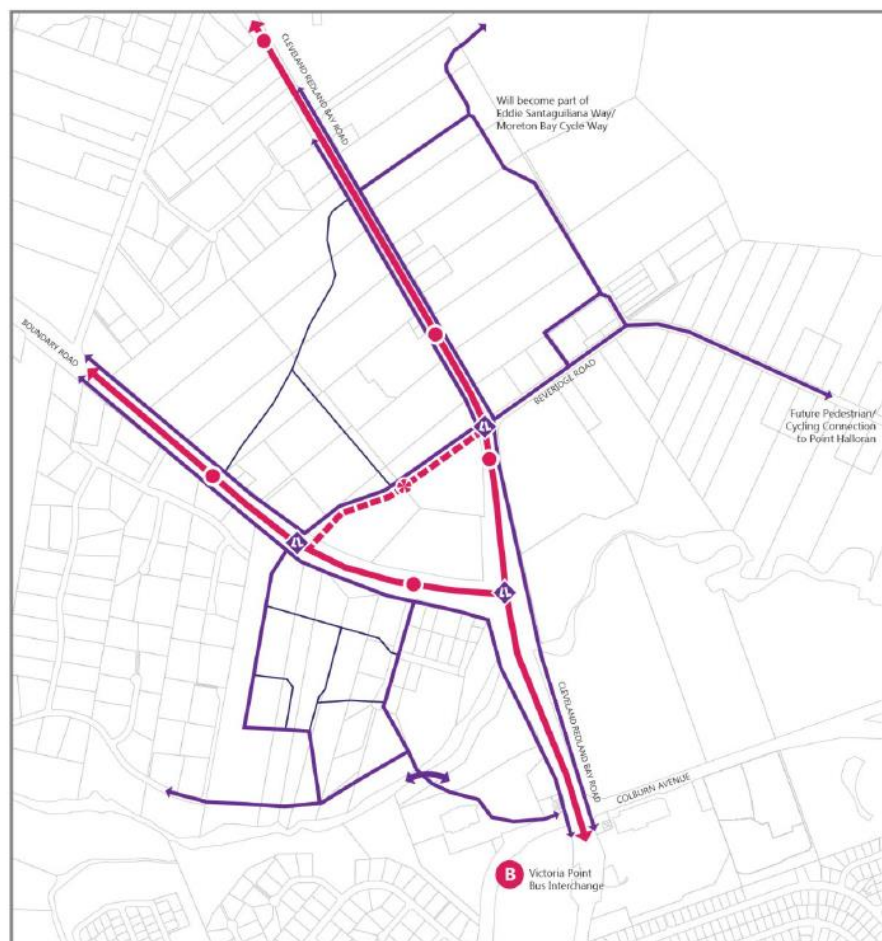 CLEVELAND REDLAND BAY ROAD
Will become part of
Eddie Santaguiliana Way/
Moreton Bay Cycle Way
BOUNDARY ROAD
BEVERIDGE ROAD
Future Pedestrian/
Cycling Connection
to Point Halloran
CLEVELAND REDLAND BAY ROAD
COLBURN AVENUE
B
Victoria Point
Bus Interchange